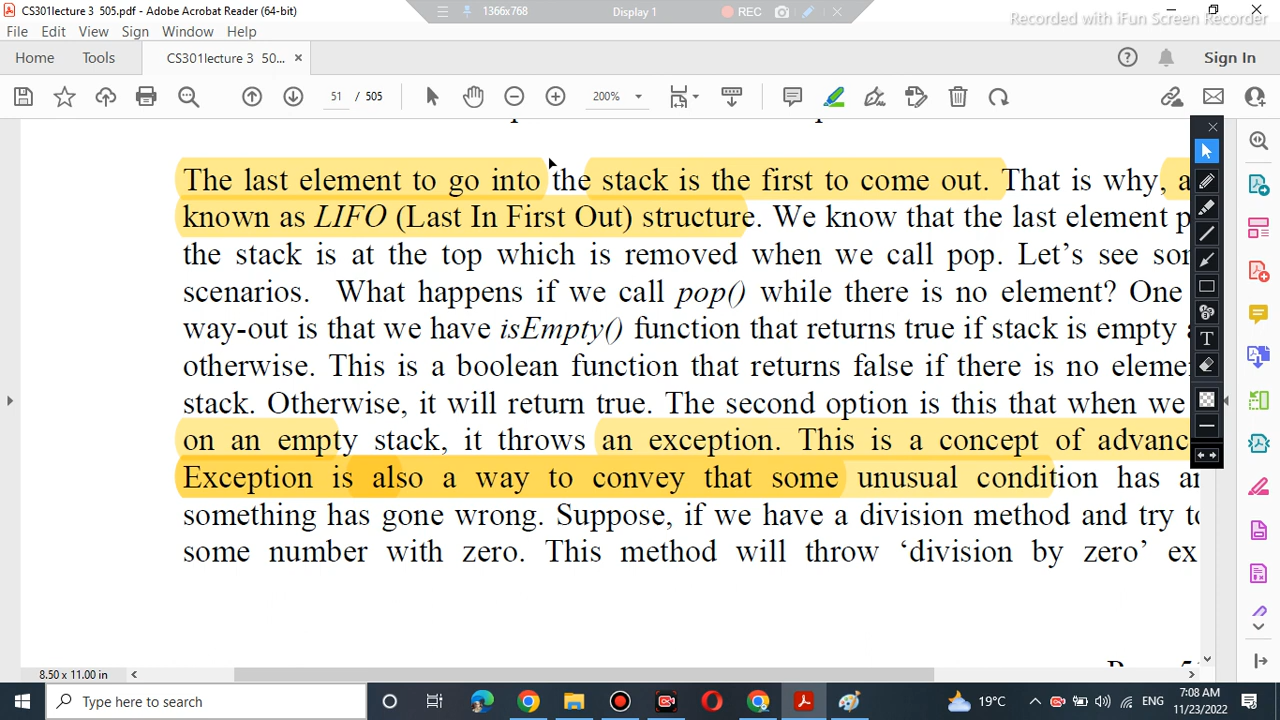 CS301lecture 3 505.pdf - Adobe Acrobat Reader (64-bit)
1366x768
Display 1
REC
Recorded with iFun Screen Recorder
File Edit View Sign Window Help
Home Tools CS301lecture 3 50... × Sign In
51 / 505 200%
The last element to go into the stack is the first to come out. That is why, a
known as LIFO (Last In First Out) structure. We know that the last element p
the stack is at the top which is removed when we call pop. Let’s see som
scenarios. What happens if we call pop() while there is no element? One
way-out is that we have isEmpty() function that returns true if stack is empty a
otherwise. This is a boolean function that returns false if there is no eleme
stack. Otherwise, it will return true. The second option is this that when we
on an empty stack, it throws an exception. This is a concept of advanc
Exception is also a way to convey that some unusual condition has ar
something has gone wrong. Suppose, if we have a division method and try to
some number with zero. This method will throw ‘division by zero’ ex
8.50 x 11.00 in
Type here to search
19°C
ENG
7:08 AM
11/23/2022